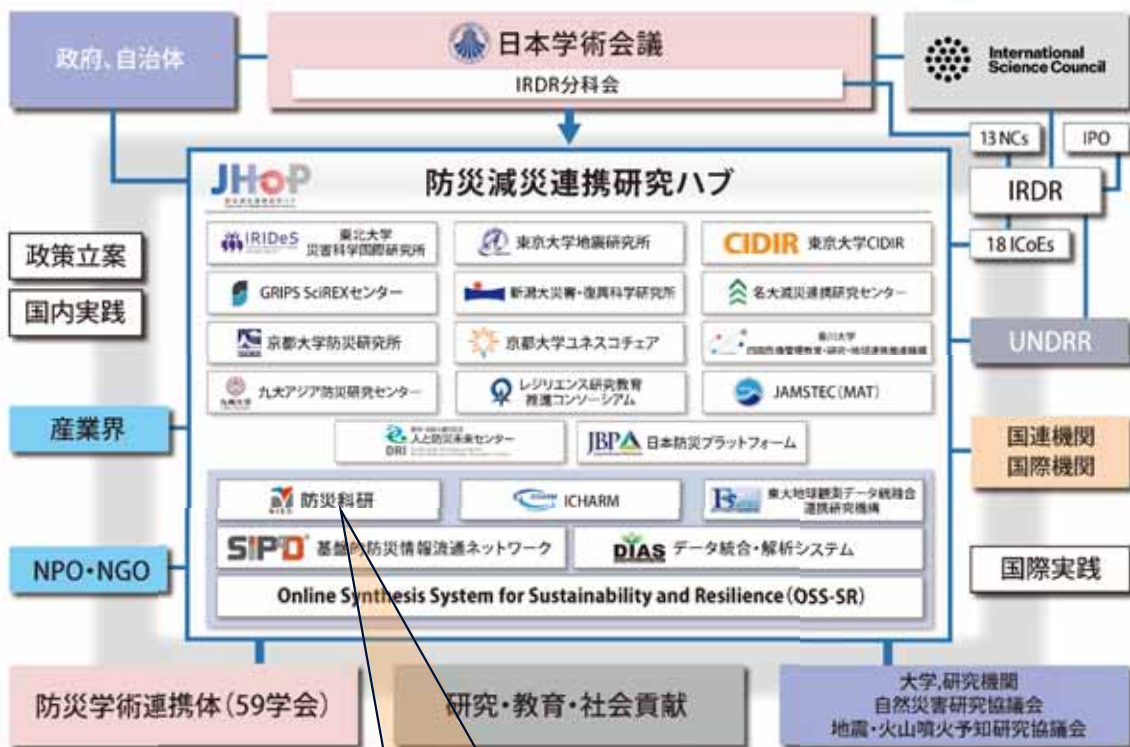 政府、自治体
日本学術会議
IRDR分科会
International
Science Council
13 NCs
IPO
IRDR
18 ICoEs
UNDRR
JHoP
防災減災連携研究ハブ
政策立案
国内実践
IRIDeS
東北大学
災害科学国際研究所
東京大学地震研究所
CIDIR 東京大学CIDIR
GRIPS SciREXセンター
新潟大災害・復興科学研究所
名大減災連携研究センター
京都大学防災研究所
京都大学ユネスコチェア
香川大学
九州大学
九大アジア防災研究センター
レジリエンス研究教育
推進コンソーシアム
JAMSTEC(MAT)
DRI
人と防災未来センター
JBP 日本防災プラットフォーム
産業界
国連機関
国際機関
NIED
防災科研
ICHARM
東大地球観測データ統融合
連携研究機構
基盤的防災情報流通ネットワーク
DIAS データ統合・解析システム
Online Synthesis System for Sustainability and Resilience(OSS-SR)
NPO・NGO
国際実践
防災学術連携体(59学会)
研究・教育・社会貢献
大学,研究機関
自然災害研究協議会
地震・火山噴火予知研究協議会